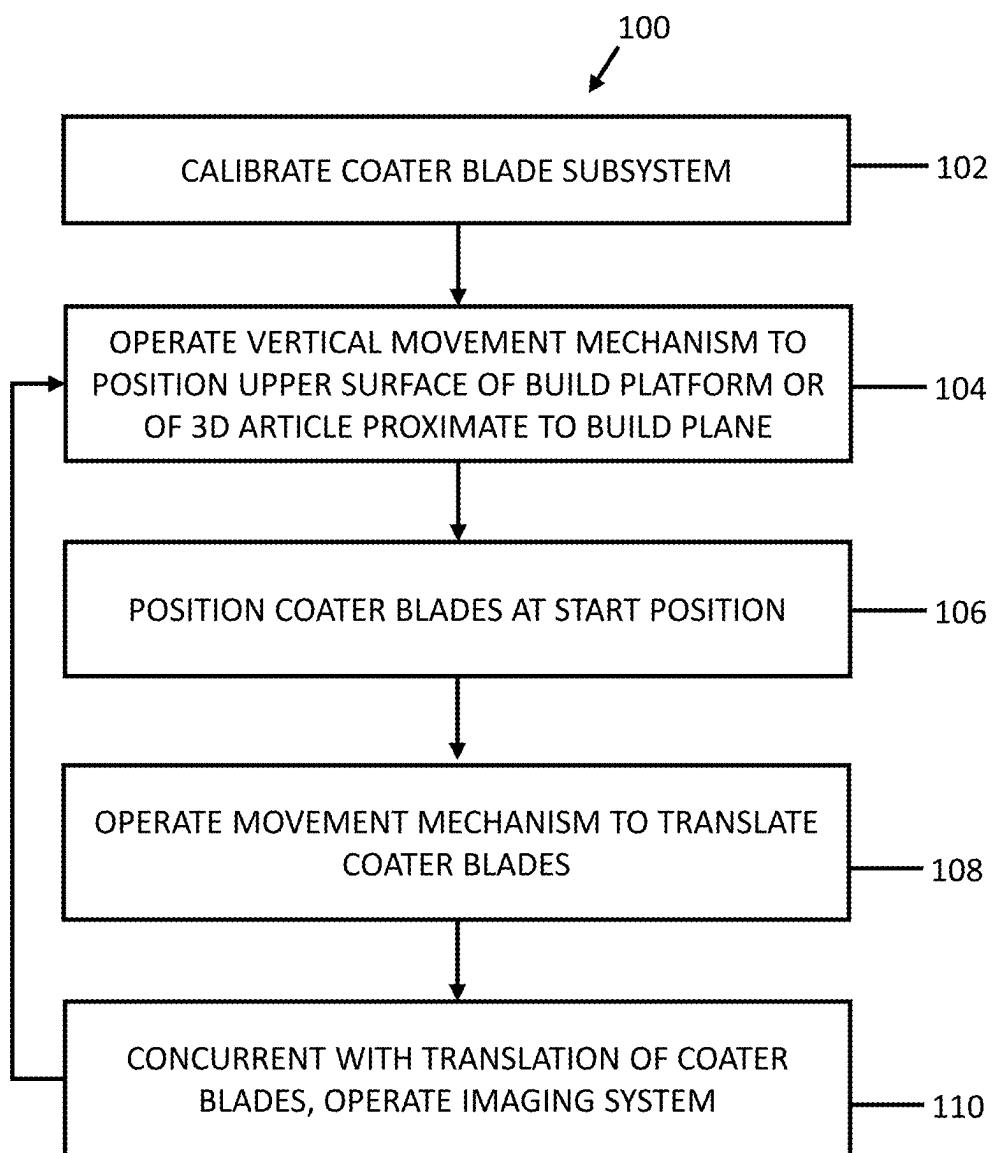 100
CALIBRATE COATER BLADE SUBSYSTEM
102
OPERATE VERTICAL MOVEMENT MECHANISM TO
POSITION UPPER SURFACE OF BUILD PLATFORM OR
OF 3D ARTICLE PROXIMATE TO BUILD PLANE
104
POSITION COATER BLADES AT START POSITION
106
OPERATE MOVEMENT MECHANISM TO TRANSLATE
COATER BLADES
108
CONCURRENT WITH TRANSLATION OF COATER
BLADES, OPERATE IMAGING SYSTEM
110